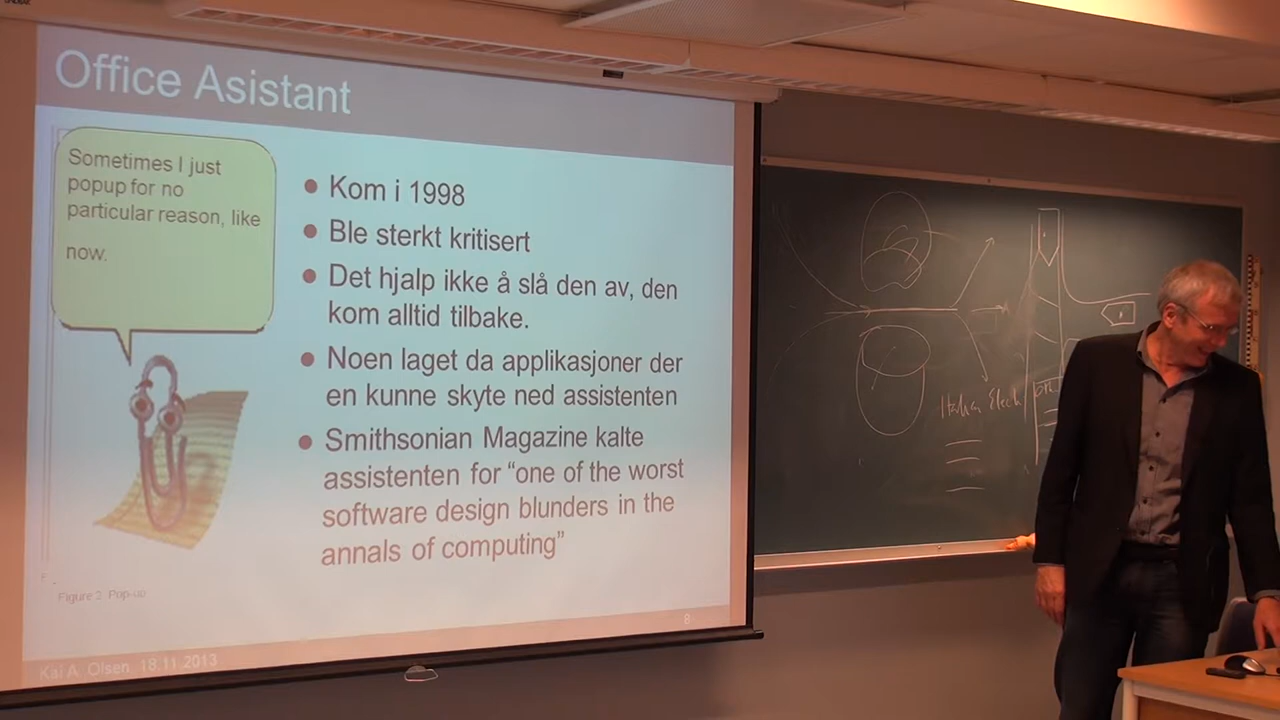 Office Asistant
Sometimes I just
popup for no
particular reason, like
now.
Kom i 1998
Ble sterkt kritisert
Det hjalp ikke å slå den av, den
kom alltid tilbake.
Noen laget da applikasjoner der
en kunne skyte ned assistenten
Smithsonian Magazine kalte
assistenten for “one of the worst
software design blunders in the
annals of computing”
Figure 2 Pop-up
8
Kai A. Olsen, 18.11.2013